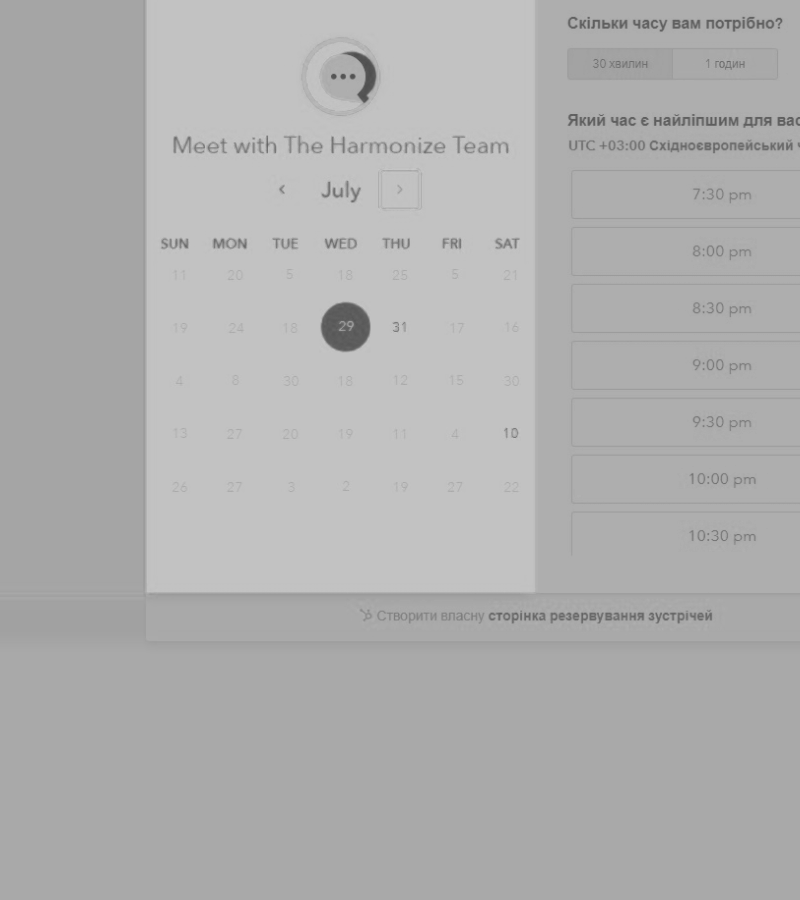 Meet with The Harmonize Team
July
SUN MON TUE WED THU FRI SAT
11 20 5 18 25 5 21
19 24 18 29 31 17 16
4 8 30 18 12 15 30
13 27 20 19 11 4 10
26 27 3 2 19 27 22
Скільки часу вам потрібно?
30 хвилин 1 годин
Який час є найліпшим для вас
UTC +03:00 Східноєвропейський ч
7:30 pm
8:00 pm
8:30 pm
9:00 pm
9:30 pm
10:00 pm
10:30 pm
Створити власну сторінка резервування зустрічей